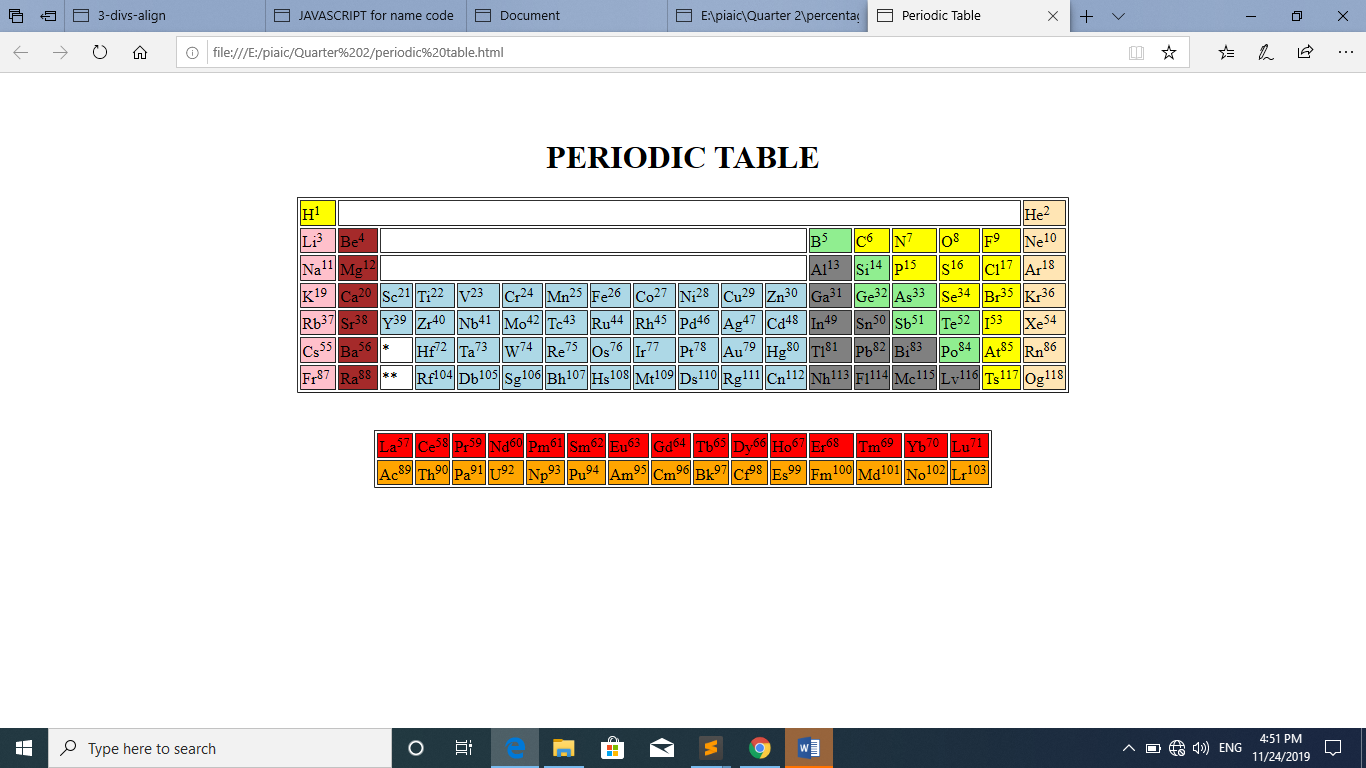 3-divs-align JAVASCRIPT for name code Document E:\piaic\Quarter 2\percentag Periodic Table
file:///E:/piaic/Quarter%202/periodic%20table.html
PERIODIC TABLE
H1 He2
Li3 Be4 B5 C6 N7 O8 F9 Ne10
Na11 Mg12 Al13 Si14 P15 S16 Cl17 Ar18
K19 Ca20 Sc21 Ti22 V23 Cr24 Mn25 Fe26 Co27 Ni28 Cu29 Zn30 Ga31 Ge32 As33 Se34 Br35 Kr36
Rb37 Sr38 Y39 Zr40 Nb41 Mo42 Tc43 Ru44 Rh45 Pd46 Ag47 Cd48 In49 Sn50 Sb51 Te52 I53 Xe54
Cs55 Ba56 * Hf72 Ta73 W74 Re75 Os76 Ir77 Pt78 Au79 Hg80 Tl81 Pb82 Bi83 Po84 At85 Rn86
Fr87 Ra88 ** Rf104 Db105 Sg106 Bh107 Hs108 Mt109 Ds110 Rg111 Cn112 Nh113 Fl114 Mc115 Lv116 Ts117 Og118
La57 Ce58 Pr59 Nd60 Pm61 Sm62 Eu63 Gd64 Tb65 Dy66 Ho67 Er68 Tm69 Yb70 Lu71
Ac89 Th90 Pa91 U92 Np93 Pu94 Am95 Cm96 Bk97 Cf98 Es99 Fm100 Md101 No102 Lr103
Type here to search ENG 4:51 PM
11/24/2019